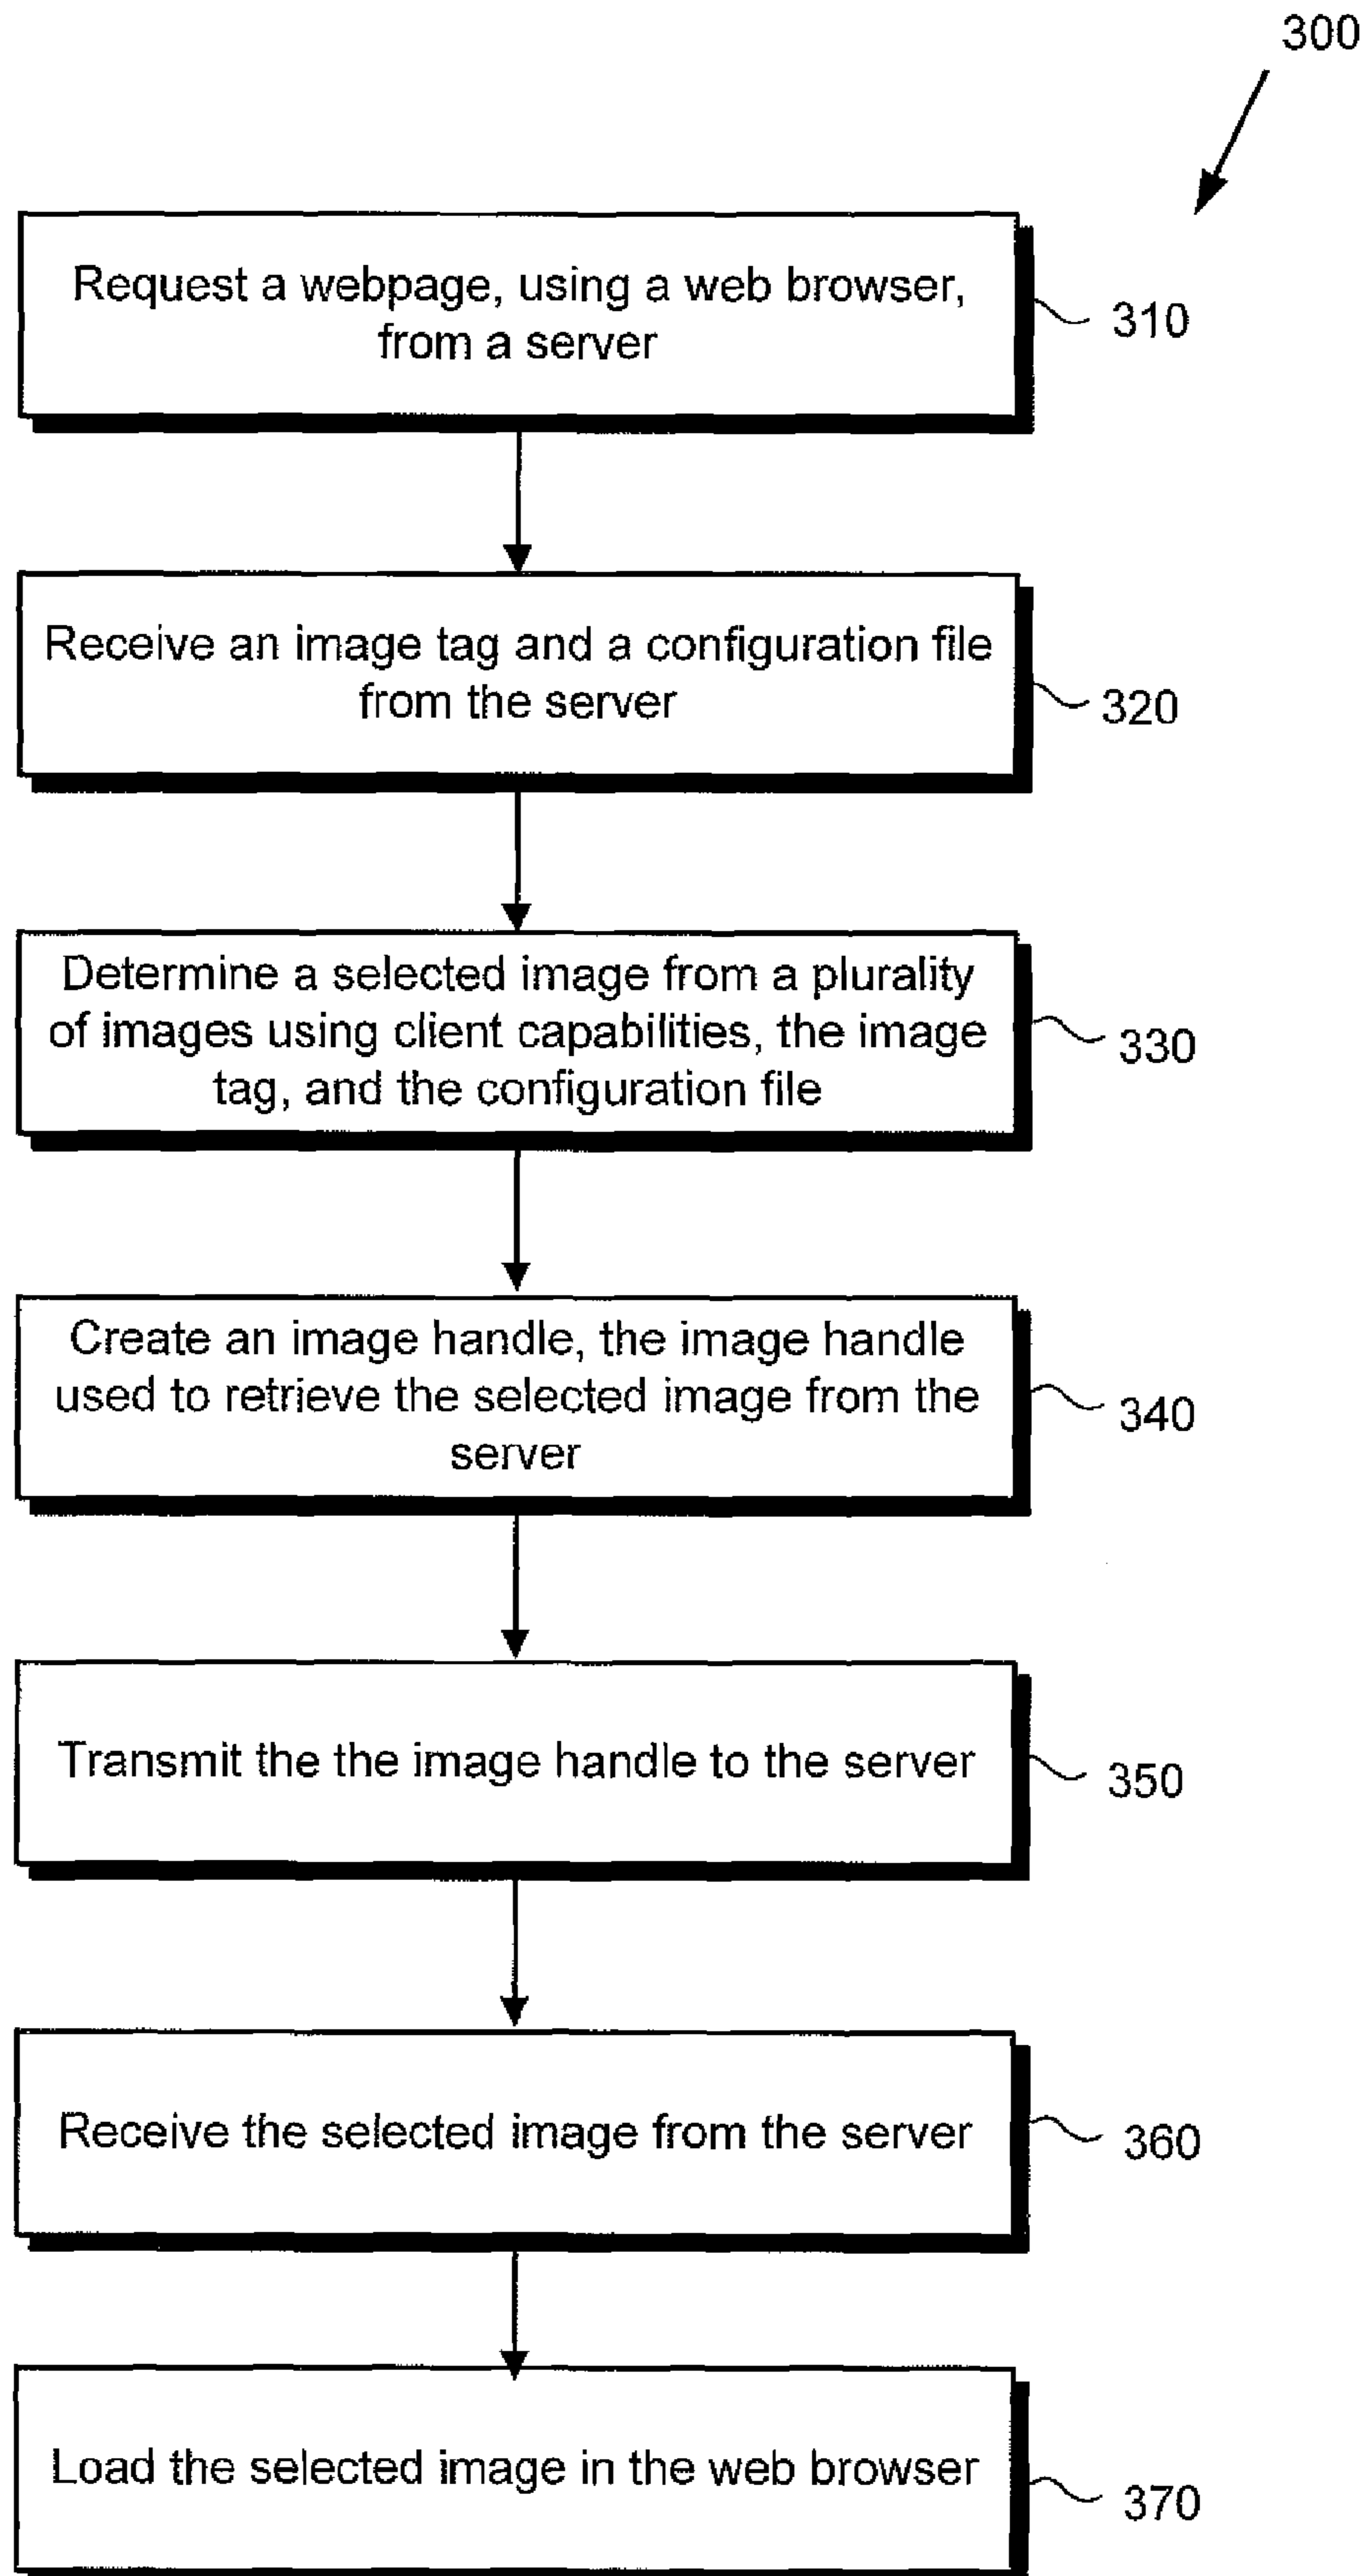 300
Request a webpage, using a web browser,
from a server
310
Receive an image tag and a configuration file
from the server
320
Determine a selected image from a plurality
of images using client capabilities, the image
tag, and the configuration file
330
Create an image handle, the image handle
used to retrieve the selected image from the
server
340
Transmit the the image handle to the server
350
Receive the selected image from the server
360
Load the selected image in the web browser
370